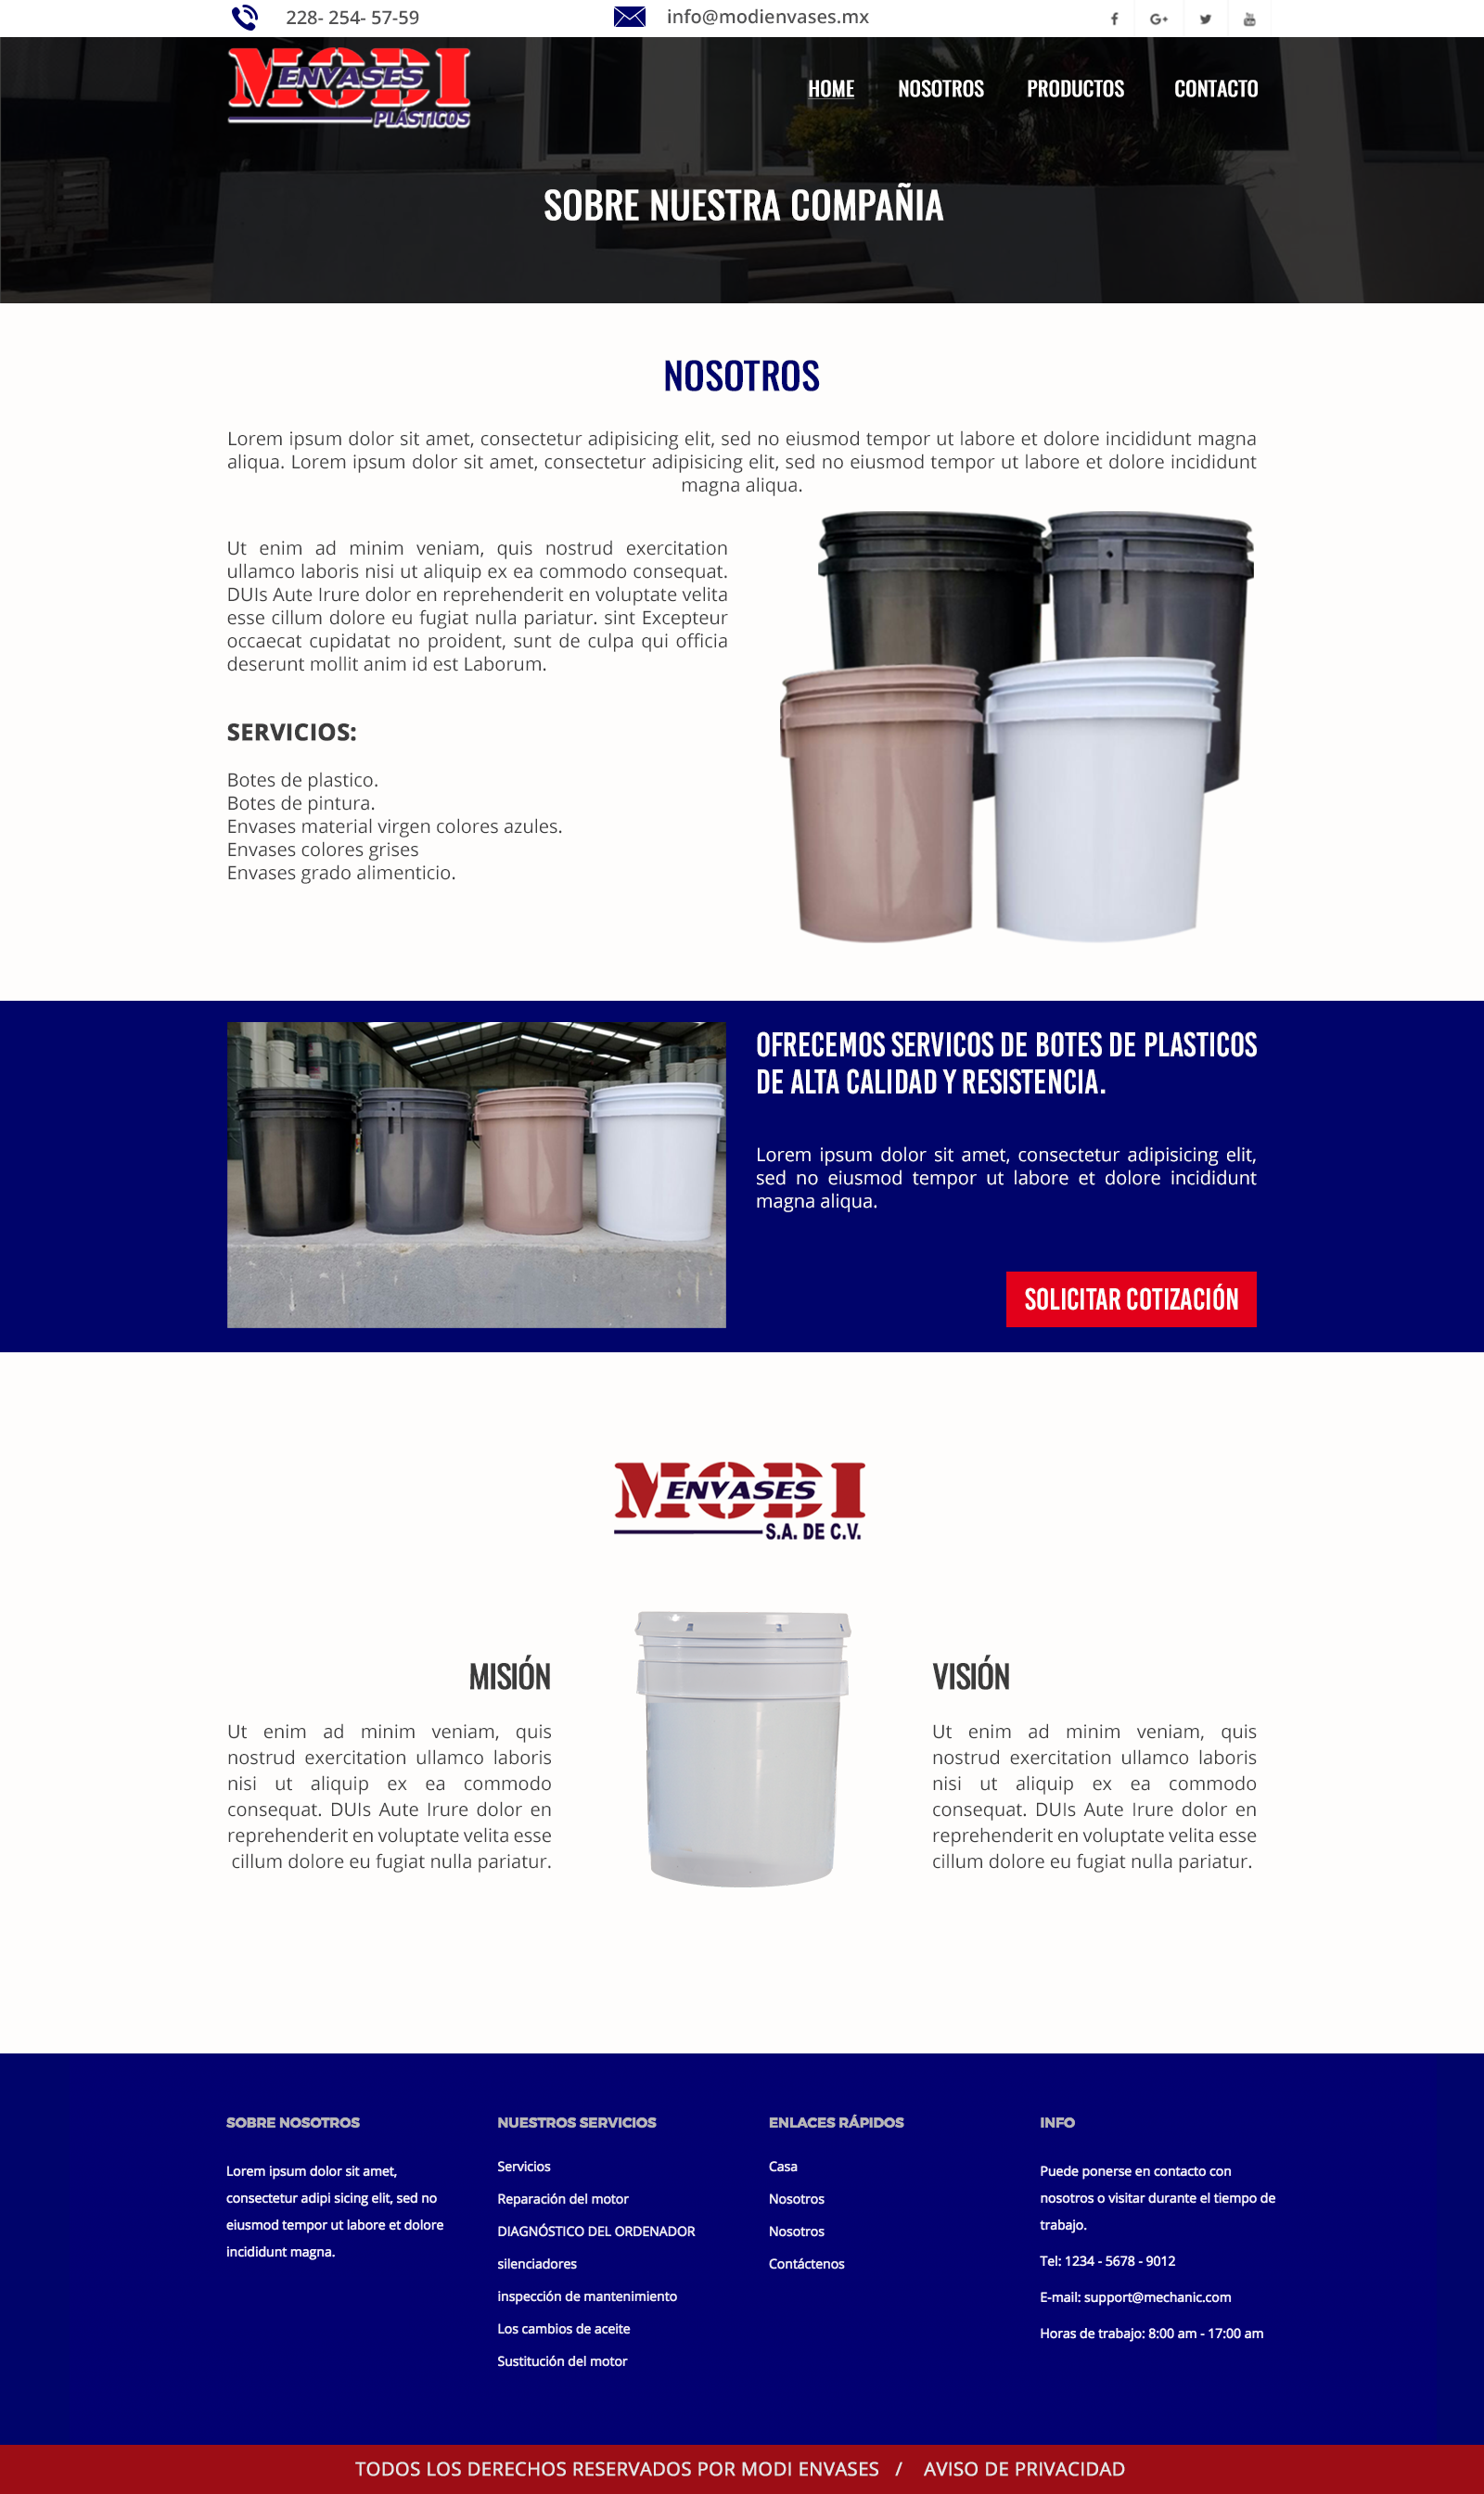 228- 254- 57-59
info@modienvases.mx
MODI
ENVASES
PLÁSTICOS
HOME NOSOTROS PRODUCTOS CONTACTO
SOBRE NUESTRA COMPAÑIA
NOSOTROS
Lorem ipsum dolor sit amet, consectetur adipisicing elit, sed no eiusmod tempor ut labore et dolore incididunt magna
aliqua. Lorem ipsum dolor sit amet, consectetur adipisicing elit, sed no eiusmod tempor ut labore et dolore incididunt
magna aliqua.
Ut enim ad minim veniam, quis nostrud exercitation
ullamco laboris nisi ut aliquip ex ea commodo consequat.
DUIs Aute Irure dolor en reprehenderit en voluptate velita
esse cillum dolore eu fugiat nulla pariatur. sint Excepteur
occaecat cupidatat no proident, sunt de culpa qui officia
deserunt mollit anim id est Laborum.
SERVICIOS:
Botes de plastico.
Botes de pintura.
Envases material virgen colores azules.
Envases colores grises
Envases grado alimenticio.
OFRECEMOS SERVICOS DE BOTES DE PLASTICOS
DE ALTA CALIDAD Y RESISTENCIA.
Lorem ipsum dolor sit amet, consectetur adipisicing elit,
sed no eiusmod tempor ut labore et dolore incididunt
magna aliqua.
SOLICITAR COTIZACIÓN
MODI
ENVASES
S.A. DE C.V.
MISIÓN
Ut enim ad minim veniam, quis
nostrud exercitation ullamco laboris
nisi ut aliquip ex ea commodo
consequat. DUIs Aute Irure dolor en
reprehenderit en voluptate velita esse
cillum dolore eu fugiat nulla pariatur.
VISIÓN
Ut enim ad minim veniam, quis
nostrud exercitation ullamco laboris
nisi ut aliquip ex ea commodo
consequat. DUIs Aute Irure dolor en
reprehenderit en voluptate velita esse
cillum dolore eu fugiat nulla pariatur.
SOBRE NOSOTROS
Lorem ipsum dolor sit amet,
consectetur adipi sicing elit, sed no
eiusmod tempor ut labore et dolore
incididunt magna.
NUESTROS SERVICIOS
Servicios
Reparación del motor
DIAGNÓSTICO DEL ORDENADOR
silenciadores
inspección de mantenimiento
Los cambios de aceite
Sustitución del motor
ENLACES RÁPIDOS
Casa
Nosotros
Nosotros
Contáctenos
INFO
Puede ponerse en contacto con
nosotros o visitar durante el tiempo de
trabajo.
Tel: 1234 - 5678 - 9012
E-mail: support@mechanic.com
Horas de trabajo: 8:00 am - 17:00 am
TODOS LOS DERECHOS RESERVADOS POR MODI ENVASES / AVISO DE PRIVACIDAD